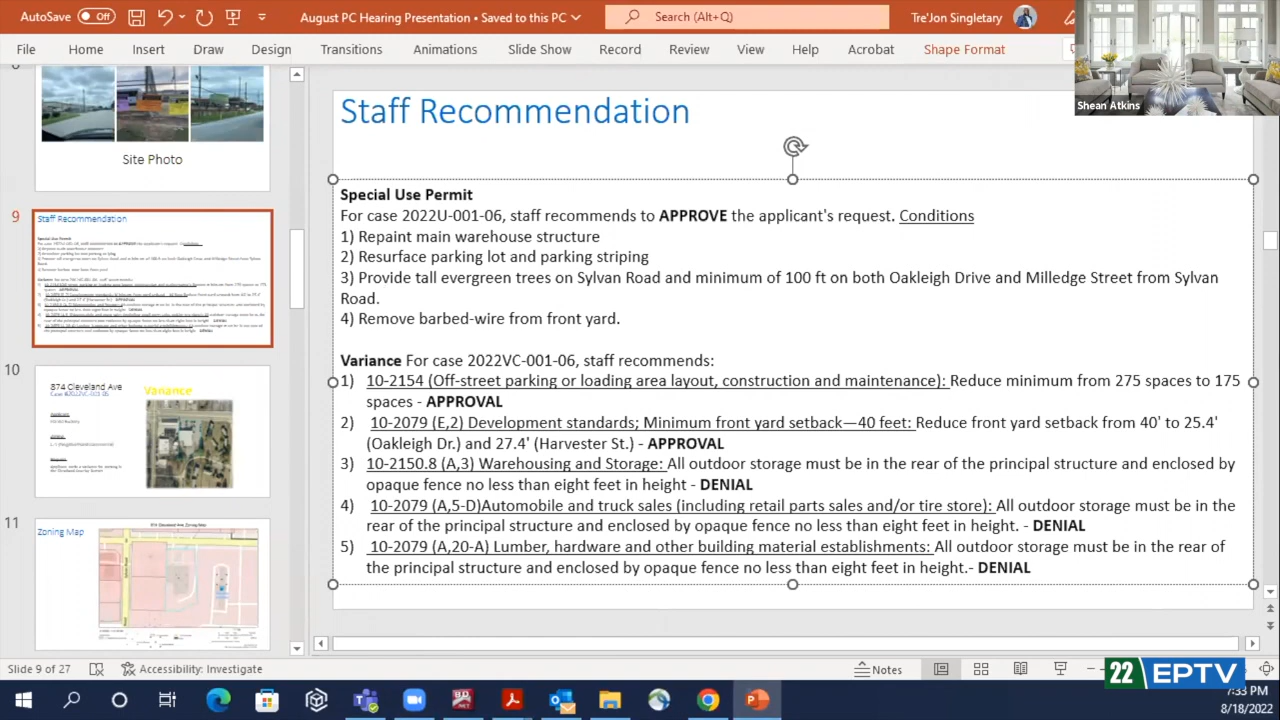 AutoSave Off
August PC Hearing Presentation • Saved to this PC
Search (Alt+Q)
Tre'Jon Singletary
File Home Insert Draw Design Transitions Animations Slide Show Record Review View Help Acrobat Shape Format
Shean Atkins
Site Photo
9
Staff Recommendation
10
874 Cleveland Ave
Variance
11
Zoning Map
Staff Recommendation
Special Use Permit
For case 2022U-001-06, staff recommends to APPROVE the applicant's request. Conditions
1) Repaint main warehouse structure
2) Resurface parking lot and parking striping
3) Provide tall evergreen trees on Sylvan Road and minimum of 100ft on both Oakleigh Drive and Milledge Street from Sylvan
Road.
4) Remove barbed-wire from front yard
Variance For case 2022VC-001-06, staff recommends:
1) 10-2154 (Off-street parking or loading area layout, construction and maintenance): Reduce minimum from 275 spaces to 175
spaces - APPROVAL
2) 10-2079 (E,2) Development standards; Minimum front yard setback—40 feet: Reduce front yard setback from 40' to 25.4'
(Oakleigh Dr.) and 27.4' (Harvester St.) - APPROVAL
3) 10-2150.8 (A,3) Warehousing and Storage: All outdoor storage must be in the rear of the principal structure and enclosed by
opaque fence no less than eight feet in height - DENIAL
4) 10-2079 (A,5-D)Automobile and truck sales (including retail parts sales and/or tire store): All outdoor storage must be in the
rear of the principal structure and enclosed by opaque fence no less than eight feet in height. - DENIAL
5) 10-2079 (A,20-A) Lumber, hardware and other building material establishments: All outdoor storage must be in the rear of
the principal structure and enclosed by opaque fence no less than eight feet in height.- DENIAL
Slide 9 of 27
Accessibility: Investigate
Notes
22 EPTV
7:33 PM
8/18/2022